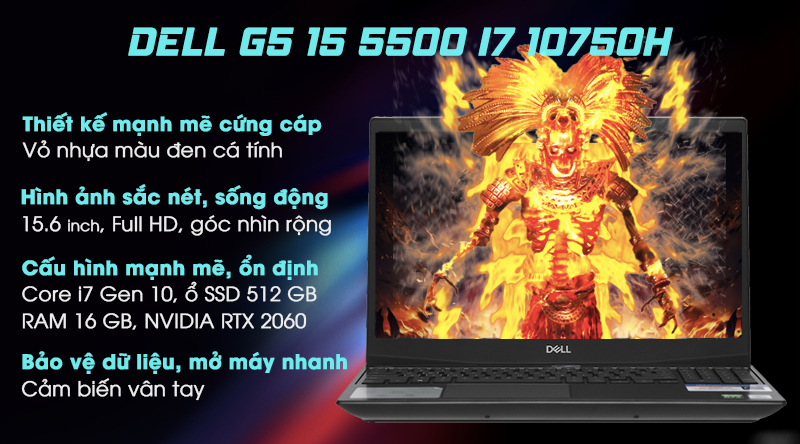 DELL G5 15 5500 I7 10750H
Thiết kế mạnh mẽ cứng cáp
Vỏ nhựa màu đen cá tính
Hình ảnh sắc nét, sống động
15.6 inch, Full HD, góc nhìn rộng
Cấu hình mạnh mẽ, ổn định
Core i7 Gen 10, ổ SSD 512 GB
RAM 16 GB, NVIDIA RTX 2060
Bảo vệ dữ liệu, mở máy nhanh
Cảm biến vân tay
DELL